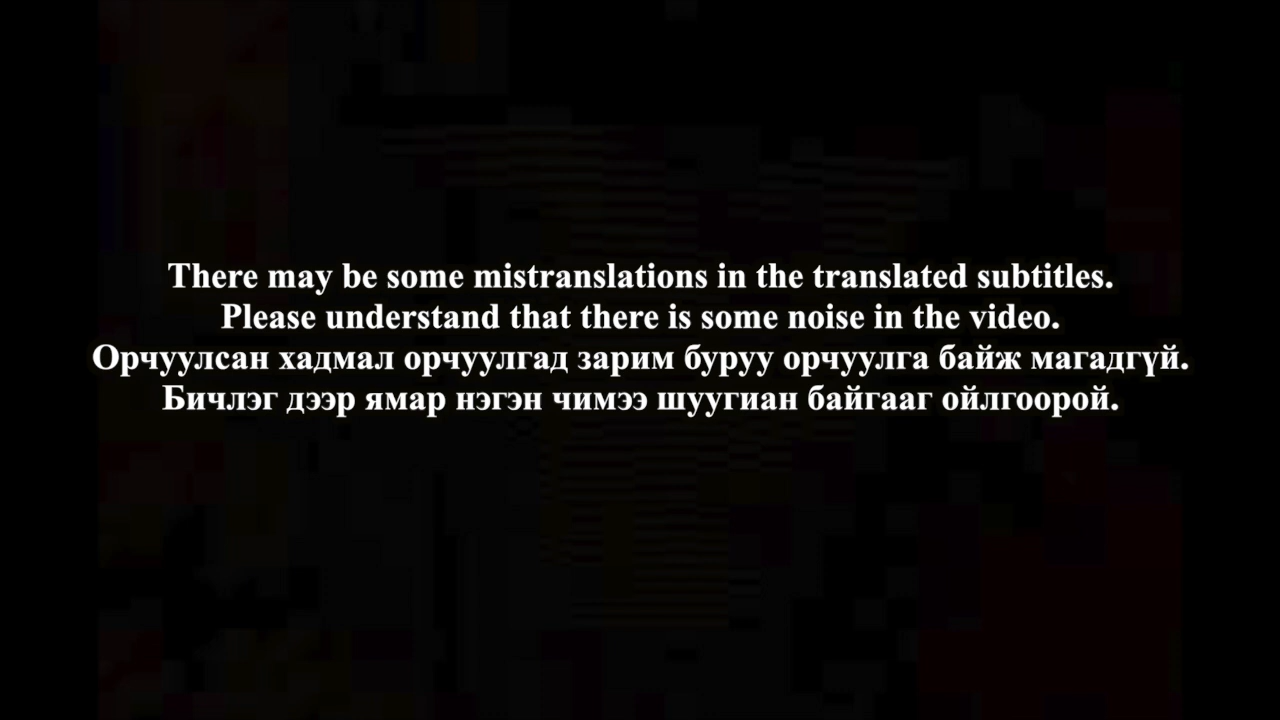 There may be some mistranslations in the translated subtitles.
Please understand that there is some noise in the video.
Орчуулсан хадмал орчуулгад зарим буруу орчуулга байж магадгүй.
Бичлэг дээр ямар нэгэн чимээ шуугиан байгааг ойлгоорой.